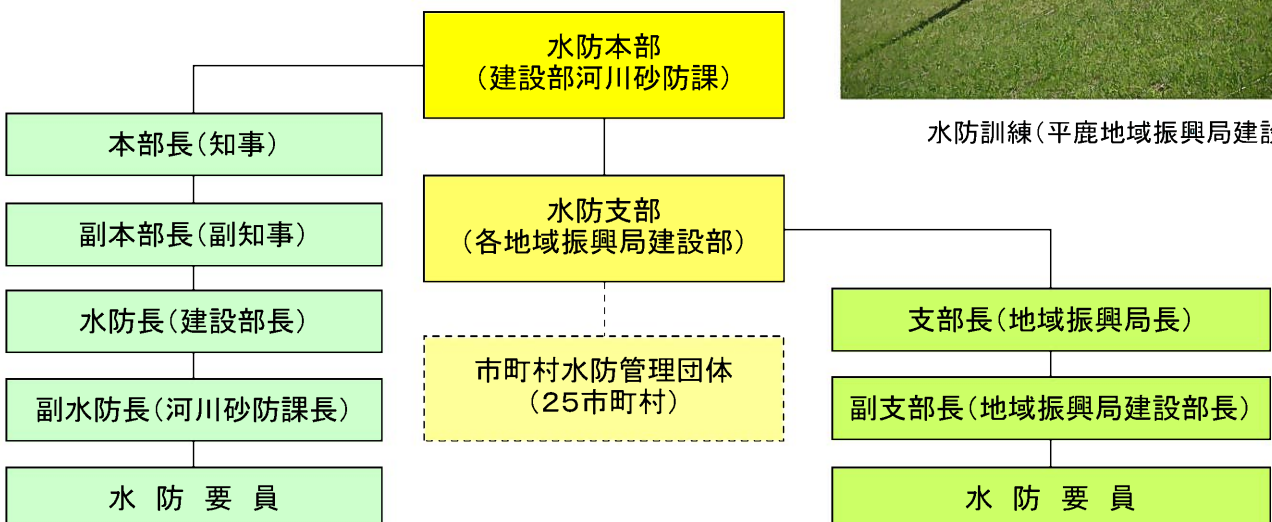 水防本部
（建設部河川砂防課）
水防訓練（平鹿地域振興局建設
本部長（知事）
副本部長（副知事）
水防長（建設部長）
副水防長（河川砂防課長）
水 防 要 員
水防支部
（各地域振興局建設部）
市町村水防管理団体
（２５市町村）
支部長（地域振興局長）
副支部長（地域振興局建設部長）
水 防 要 員